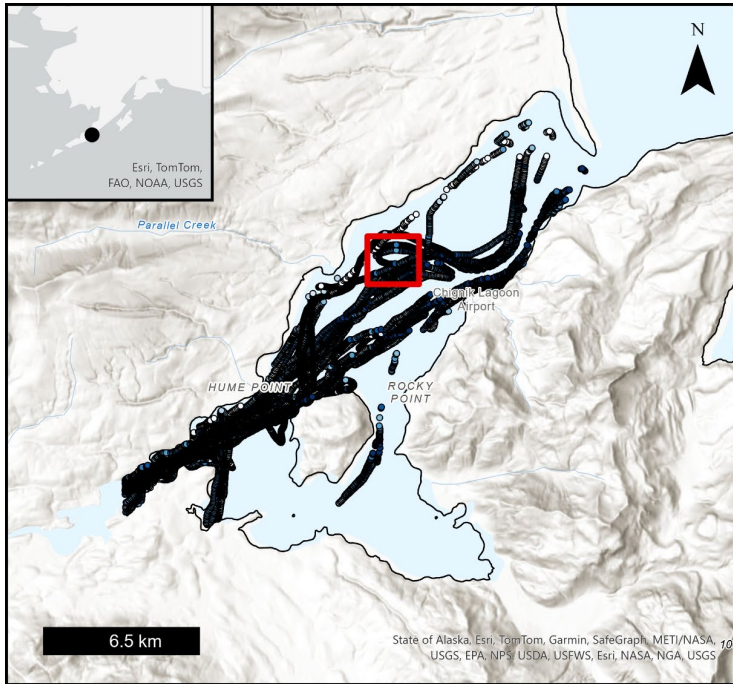 N
Esri, TomTom,
FAO, NOAA, USGS
Parallel Creek
Chignik Lagoon
Airport
HUME POINT
ROCKY
POINT
6.5 km
State of Alaska, Esri, TomTom, Garmin, SafeGraph, METI/NASA,
USGS, EPA, NPS, USDA, USFWS, Esri, NASA, NGA, USGS
10